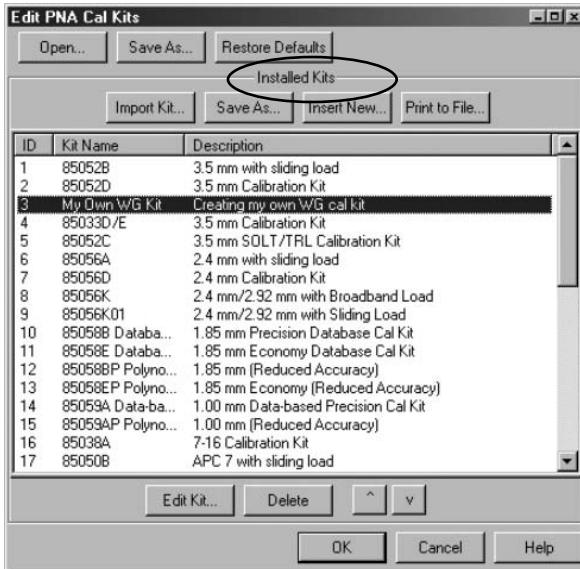 Edit PNA Cal Kits
Open... Save As... Restore Defaults
Installed Kits
Import Kit... Save As... Insert New... Print to File...
ID Kit Name Description
1 85052B 3.5 mm with sliding load
2 85052D 3.5 mm Calibration Kit
3 My Own WG Kit Creating my own WG cal kit
4 85033D/E 3.5 mm Calibration Kit
5 85052C 3.5 mm SOLT/TRL Calibration Kit
6 85056A 2.4 mm with sliding load
7 85056D 2.4 mm Calibration Kit
8 85056K 2.4 mm/2.92 mm with Broadband Load
9 85056K01 2.4 mm/2.92 mm with Sliding Load
10 85058B Databa... 1.85 mm Precision Database Cal Kit
11 85058E Databa... 1.85 mm Economy Database Cal Kit
12 85058BP Polyno... 1.85 mm (Reduced Accuracy)
13 85058EP Polyno... 1.85 mm Economy (Reduced Accuracy)
14 85059A Data-ba... 1.00 mm Data-based Precision Cal Kit
15 85059AP Polyno... 1.00 mm (Reduced Accuracy)
16 85038A 7-16 Calibration Kit
17 85050B APC 7 with sliding load
Edit Kit... Delete ^ v
OK Cancel Help